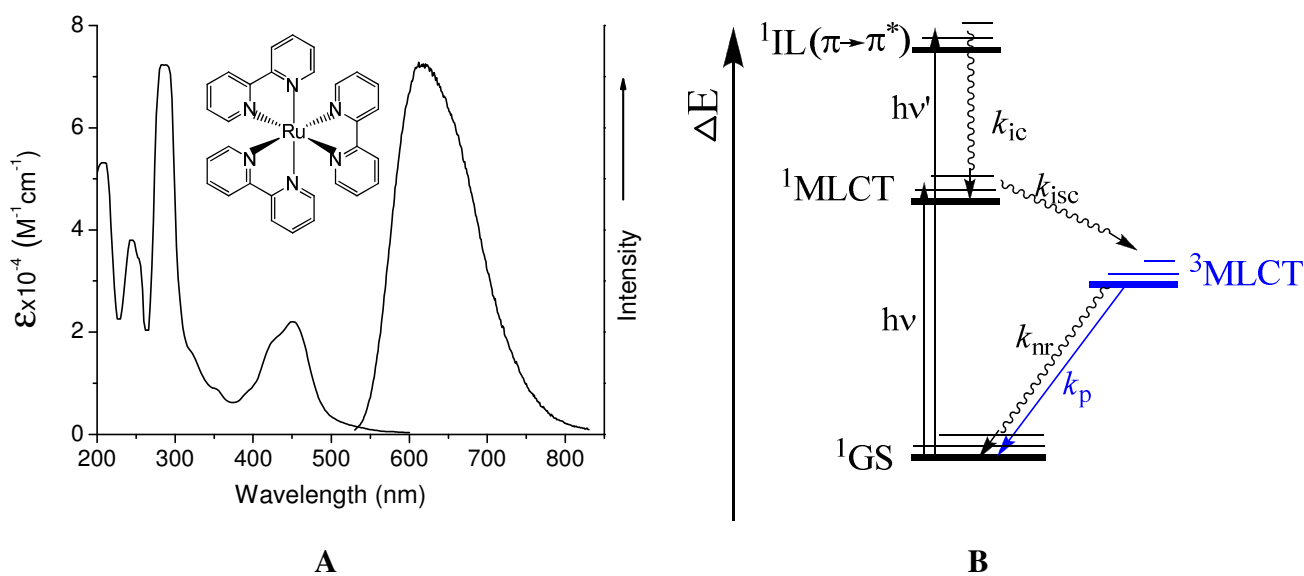 8
6
4
2
0
εx10⁻⁴ (M⁻¹cm⁻¹)
200 300 400 500 600 700 800
Wavelength (nm)
Intensity
N
N
N
N
Ru
N
N
A
ΔE
¹IL(π→π*)
hν'
k_ic
¹MLCT
k_isc
³MLCT
hν
k_nr
k_p
¹GS
B